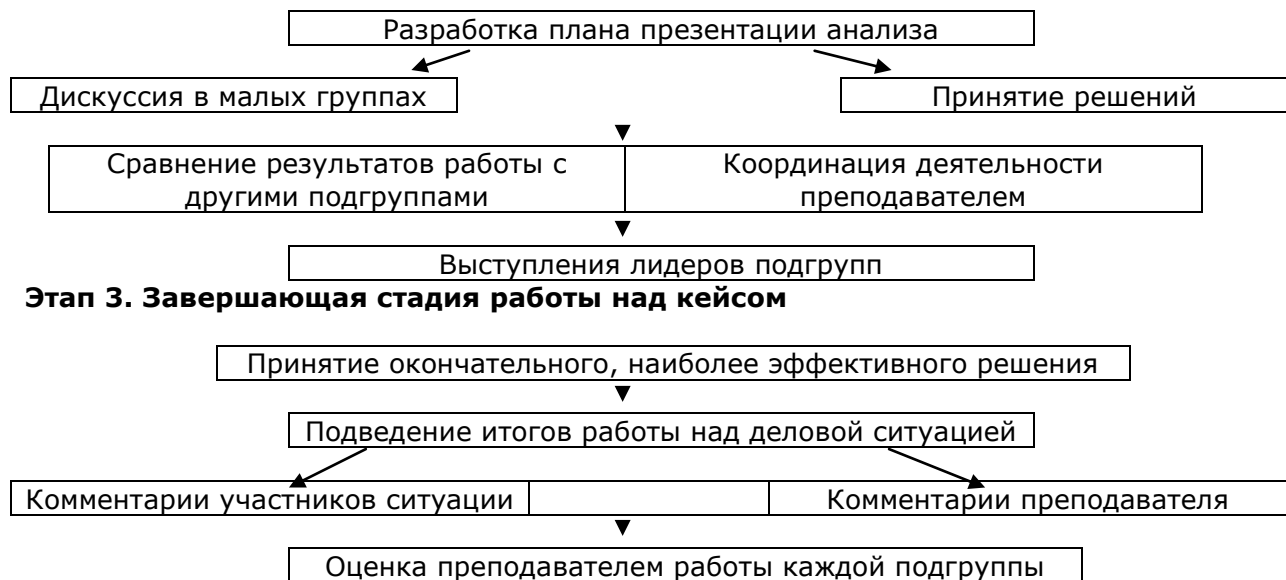 Разработка плана презентации анализа
Дискуссия в малых группах
Принятие решений
Сравнение результатов работы с
другими подгруппами
Координация деятельности
преподавателем
Выступления лидеров подгрупп
Этап 3. Завершающая стадия работы над кейсом
Принятие окончательного, наиболее эффективного решения
Подведение итогов работы над деловой ситуацией
Комментарии участников ситуации
Комментарии преподавателя
Оценка преподавателем работы каждой подгруппы